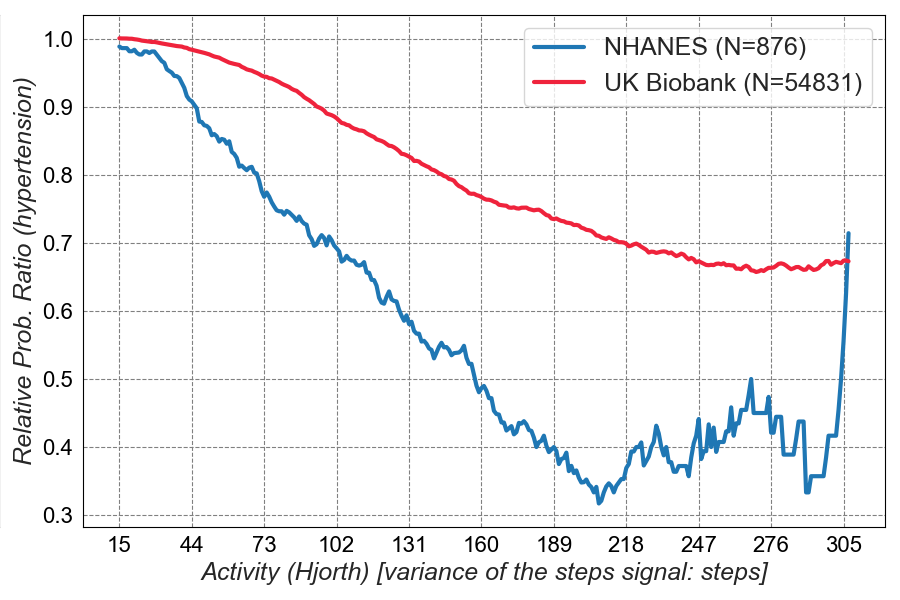 NHANES (N=876)
UK Biobank (N=54831)
Relative Prob. Ratio (hypertension)
1.0
0.9
0.8
0.7
0.6
0.5
0.4
0.3
15 44 73 102 131 160 189 218 247 276 305
Activity (Hjorth) [variance of the steps signal: steps]